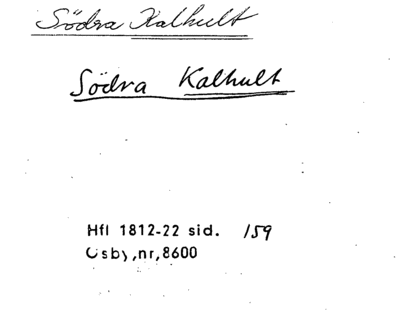 Södra Kalhult
Södra Kalhult
Hfl 1812-22 sid. 159
Osby,nr,8600